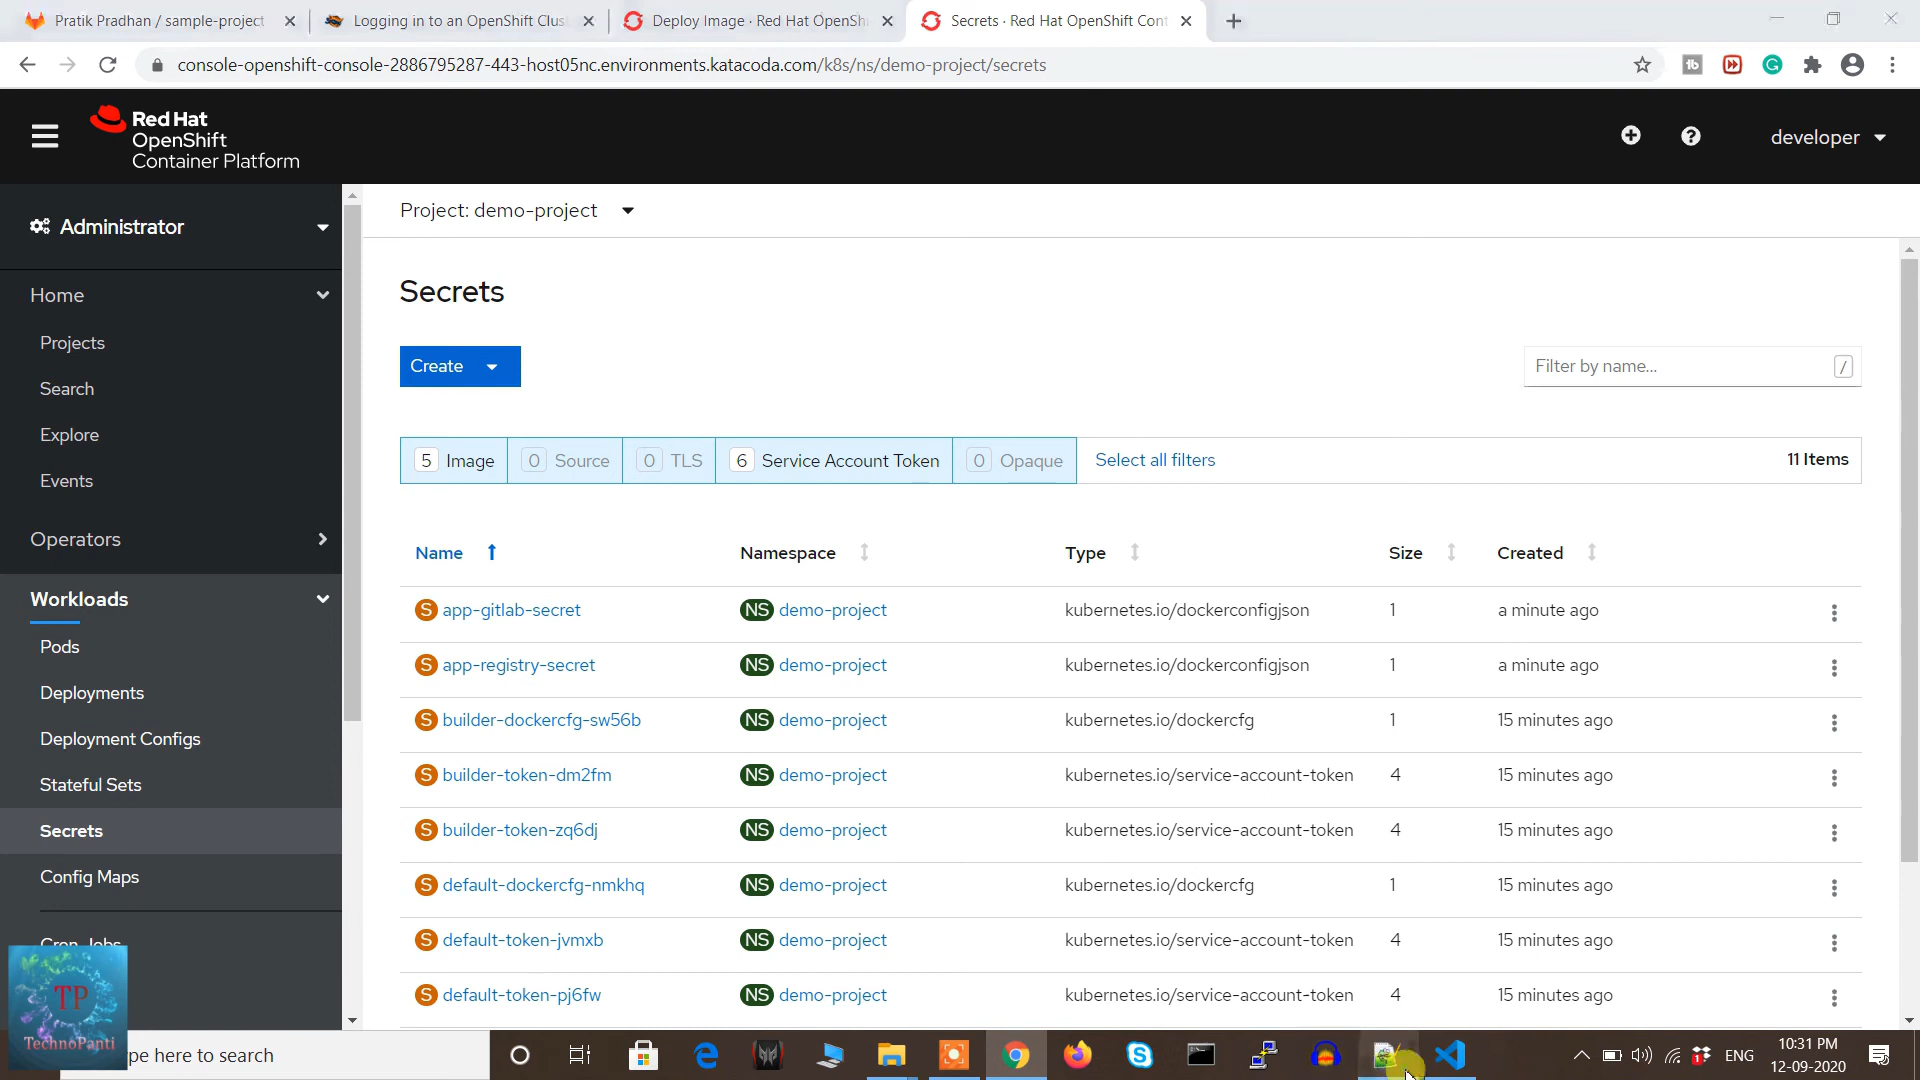 Pratik Pradhan / sample-project
Logging in to an OpenShift Clus
Deploy Image · Red Hat OpenShi
Secrets · Red Hat OpenShift Cont
console-openshift-console-2886795287-443-host05nc.environments.katacoda.com/k8s/ns/demo-project/secrets
Red Hat
OpenShift
Container Platform
developer
Administrator
Project: demo-project
Home
Projects
Search
Explore
Events
Operators
Workloads
Pods
Deployments
Deployment Configs
Stateful Sets
Secrets
Config Maps
Cron Jobs
Secrets
Create
Filter by name...
/
5 Image 0 Source 0 TLS 6 Service Account Token 0 Opaque Select all filters 11 Items
Name Namespace Type Size Created
S app-gitlab-secret NS demo-project kubernetes.io/dockerconfigjson 1 a minute ago
S app-registry-secret NS demo-project kubernetes.io/dockerconfigjson 1 a minute ago
S builder-dockercfg-sw56b NS demo-project kubernetes.io/dockercfg 1 15 minutes ago
S builder-token-dm2fm NS demo-project kubernetes.io/service-account-token 4 15 minutes ago
S builder-token-zq6dj NS demo-project kubernetes.io/service-account-token 4 15 minutes ago
S default-dockercfg-nmkhq NS demo-project kubernetes.io/dockercfg 1 15 minutes ago
S default-token-jvmxb NS demo-project kubernetes.io/service-account-token 4 15 minutes ago
S default-token-pj6fw NS demo-project kubernetes.io/service-account-token 4 15 minutes ago
TP
TechnoPanti
pe here to search
ENG
10:31 PM
12-09-2020